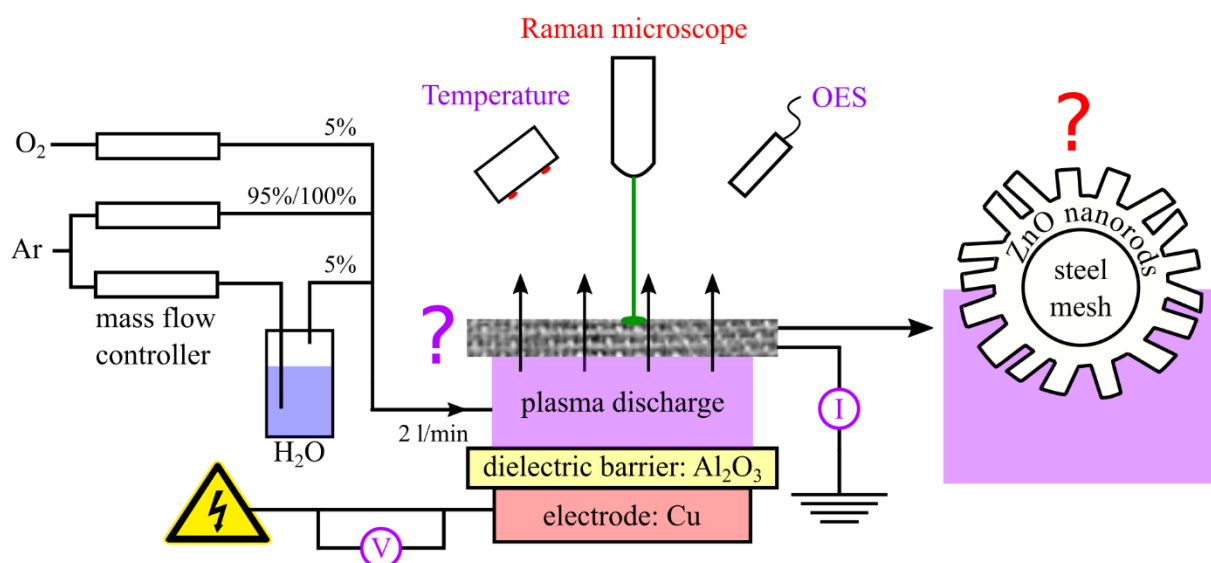 Raman microscope
Temperature
OES
?
O₂
5%
95%/100%
Ar
5%
mass flow
controller
H₂O
2 l/min
?
plasma discharge
dielectric barrier: Al₂O₃
electrode: Cu
V
I
ZnO nanorods
steel
mesh